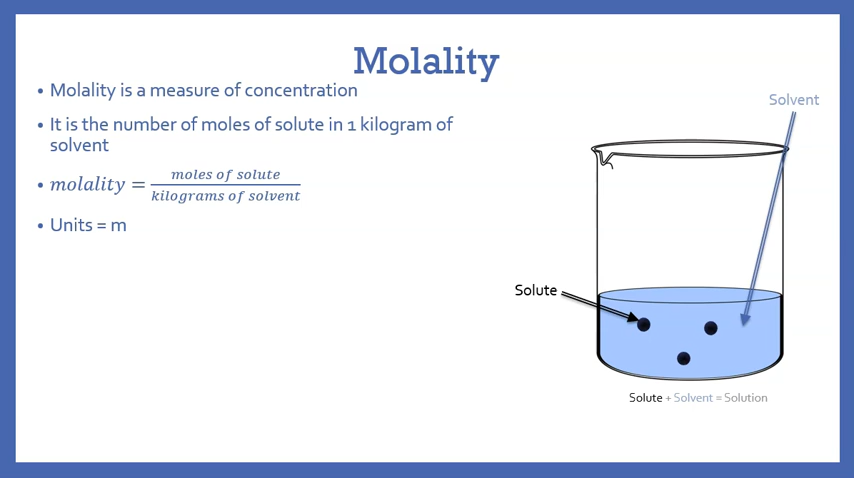 Molality
• Molality is a measure of concentration
• It is the number of moles of solute in 1 kilogram of
solvent
• molality = moles of solute / kilograms of solvent
• Units = m
Solvent
Solute
Solute + Solvent = Solution